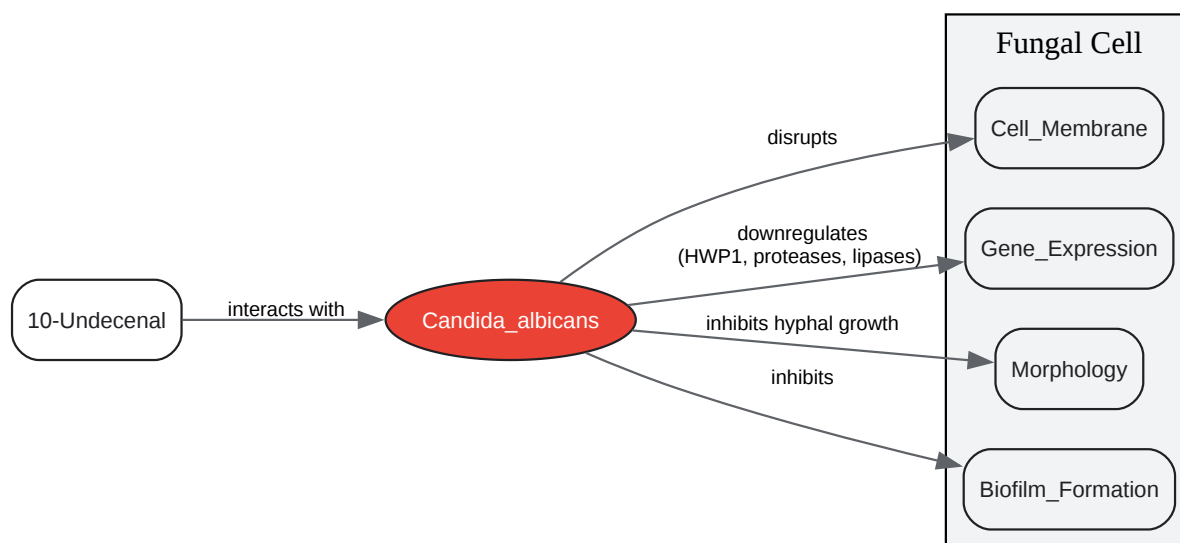 Fungal Cell
Cell_Membrane
disrupts
downregulates
(HWP1, proteases, lipases)
Gene_Expression
10-Undecenal
interacts with
Candida_albicans
inhibits hyphal growth
Morphology
inhibits
Biofilm_Formation